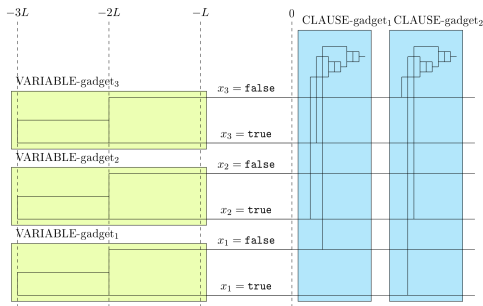 −3L −2L −L 0
CLAUSE-gadget1 CLAUSE-gadget2
VARIABLE-gadget3
x3 = false
x3 = true
VARIABLE-gadget2
x2 = false
x2 = true
VARIABLE-gadget1
x1 = false
x1 = true